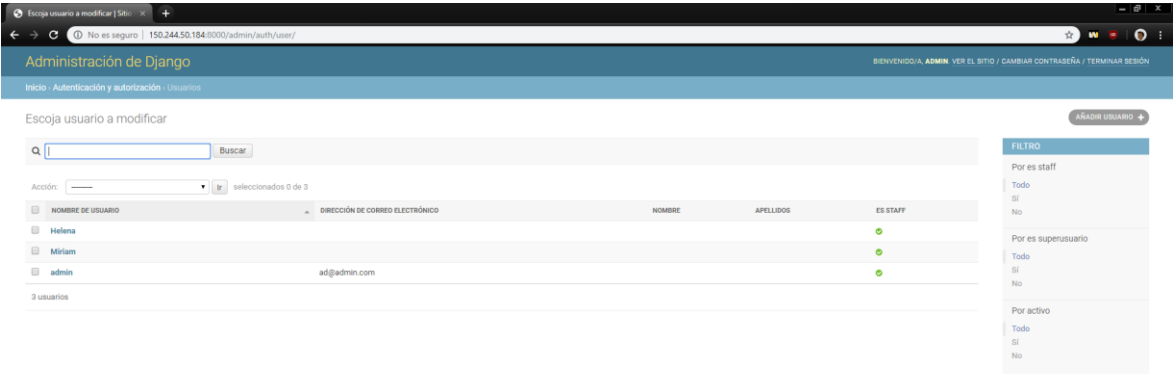 Escoja usuario a modificar | Sitio
No es seguro | 150.244.50.184:8000/admin/auth/user/
Administración de Django
BIENVENIDO/A, ADMIN. VER EL SITIO / CAMBIAR CONTRASEÑA / TERMINAR SESIÓN
Inicio › Autenticación y autorización › Usuarios
Escoja usuario a modificar
AÑADIR USUARIO +
Buscar
Acción: --------- Ir seleccionados 0 de 3
NOMBRE DE USUARIO DIRECCIÓN DE CORREO ELECTRÓNICO NOMBRE APELLIDOS ES STAFF
Helena
Miriam
admin ad@admin.com
3 usuarios
FILTRO
Por es staff
Todo
Sí
No
Por es superusuario
Todo
Sí
No
Por activo
Todo
Sí
No